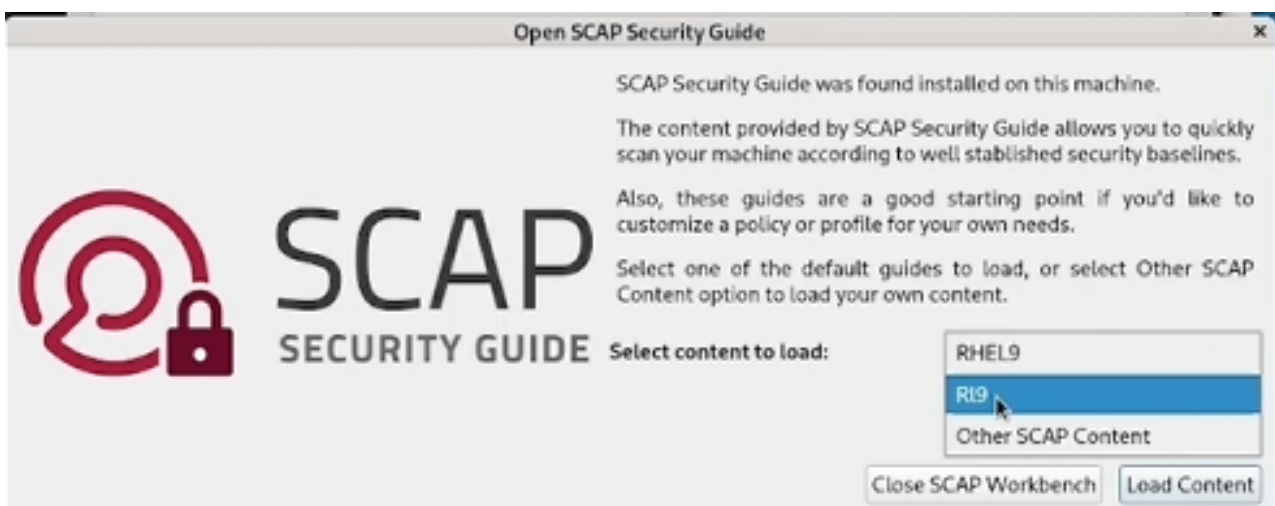 Open SCAP Security Guide
SCAP Security Guide was found installed on this machine.
The content provided by SCAP Security Guide allows you to quickly
scan your machine according to well stablished security baselines.
Also, these guides are a good starting point if you'd like to
customize a policy or profile for your own needs.
Select one of the default guides to load, or select Other SCAP
Content option to load your own content.
SCAP
SECURITY GUIDE
Select content to load:
RHEL9
Rl9
Other SCAP Content
Close SCAP Workbench
Load Content